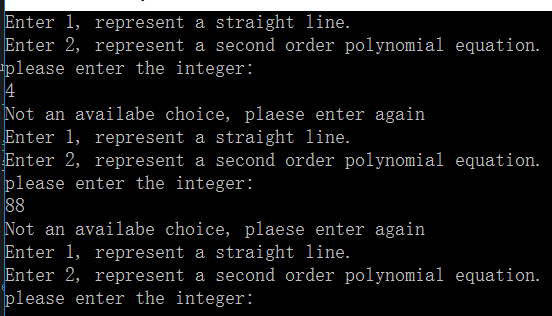 Enter 1, represent a straight line.
Enter 2, represent a second order polynomial equation.
please enter the integer:
4
Not an availabe choice, plaese enter again
Enter 1, represent a straight line.
Enter 2, represent a second order polynomial equation.
please enter the integer:
88
Not an availabe choice, plaese enter again
Enter 1, represent a straight line.
Enter 2, represent a second order polynomial equation.
please enter the integer: